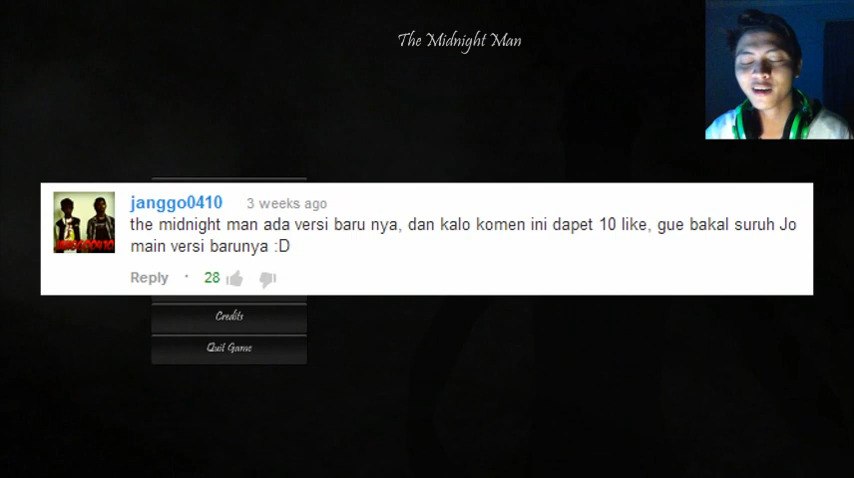 The Midnight Man
janggo0410 3 weeks ago
the midnight man ada versi baru nya, dan kalo komen ini dapet 10 like, gue bakal suruh Jo
main versi barunya :D
Reply · 28
Credits
Quit Game